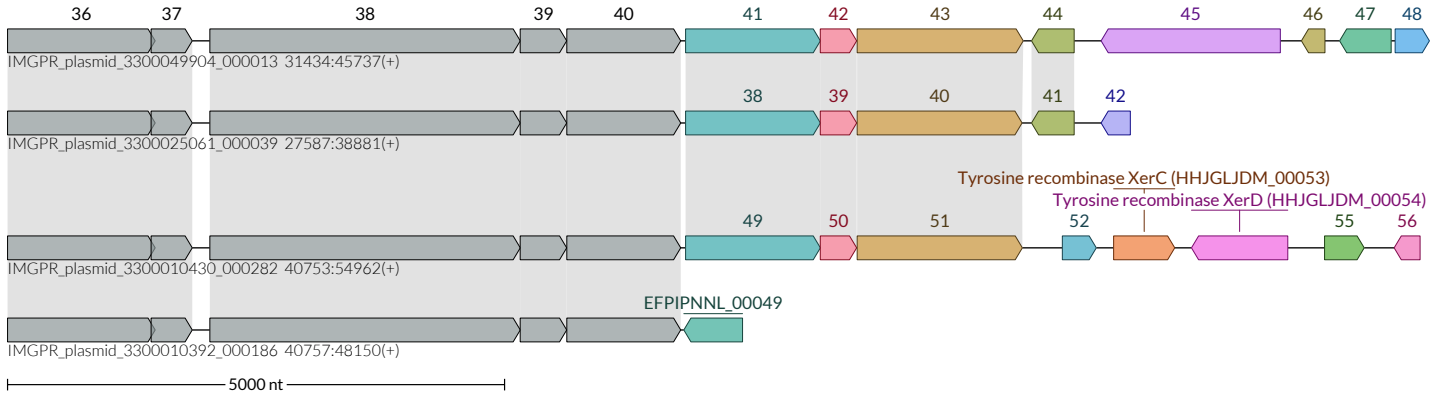 36 37 38 39 40 41 42 43 44 45 46 47 48
IMGPR_plasmid_3300049904_000013 31434:45737(+)
38 39 40 41 42
IMGPR_plasmid_3300025061_000039 27587:38881(+)
Tyrosine recombinase XerC (HHJGLJDM_00053)
Tyrosine recombinase XerD (HHJGLJDM_00054)
49 50 51 52 55 56
IMGPR_plasmid_3300010430_000282 40753:54962(+)
EFPIPNNL_00049
IMGPR_plasmid_3300010392_000186 40757:48150(+)
5000 nt